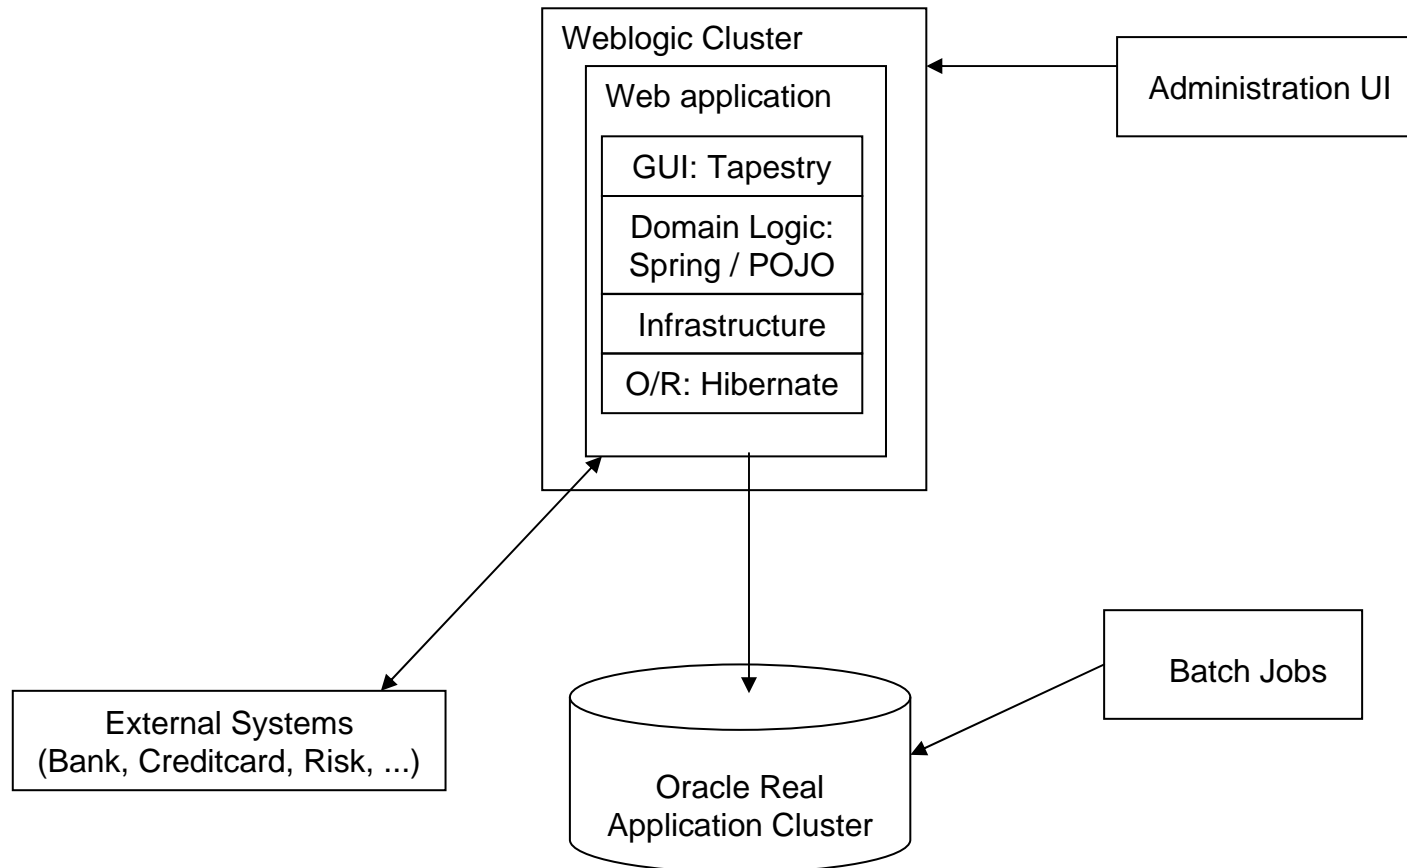 Weblogic Cluster
Administration UI
Web application
GUI: Tapestry
Domain Logic:
Spring / POJO
Infrastructure
O/R: Hibernate
Batch Jobs
External Systems
(Bank, Creditcard, Risk, ...)
Oracle Real
Application Cluster